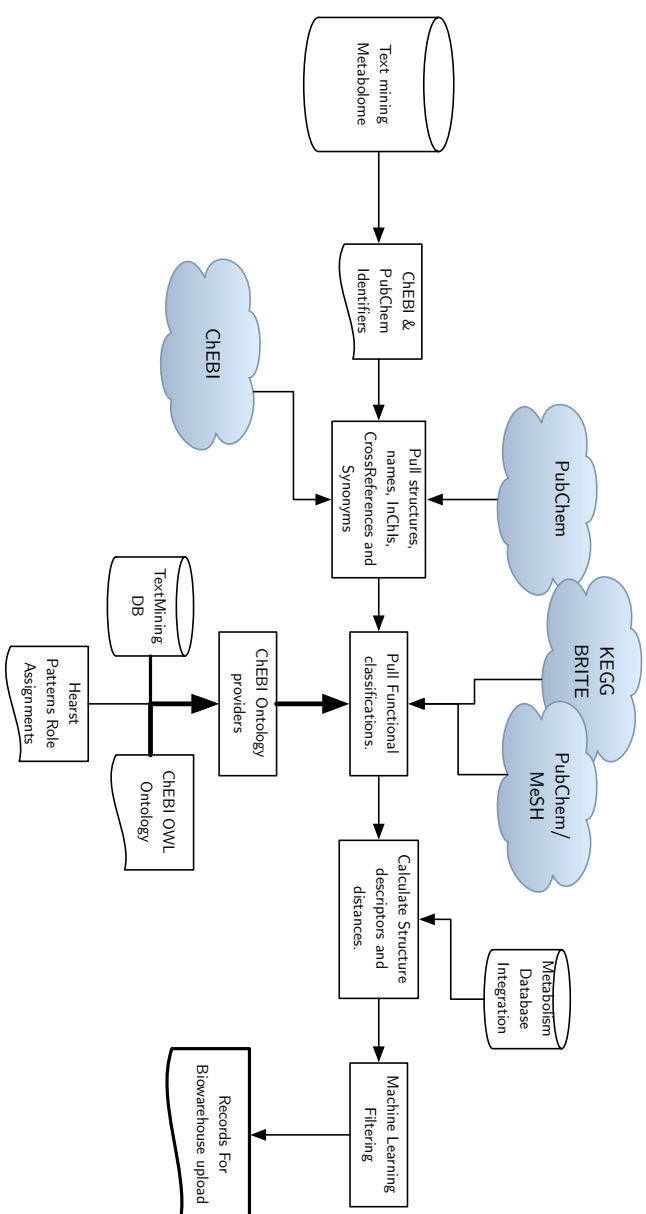 Text mining
Metabolome
ChEBI &
PubChem
Identifiers
ChEBI
PubChem
Pull structures,
names, InChIs,
CrossReferences and
Synonyms
KEGG
BRITE
PubChem/
MeSH
Pull Functional
classifications.
ChEBI Ontology
providers
TextMining
DB
Hearst
Patterns Role
Assignments
ChEBI OWL
Ontology
Metabolism
Database
Integration
Calculate Structure
descriptors and
distances.
Machine Learning
Filtering
Records For
Biowarehouse upload